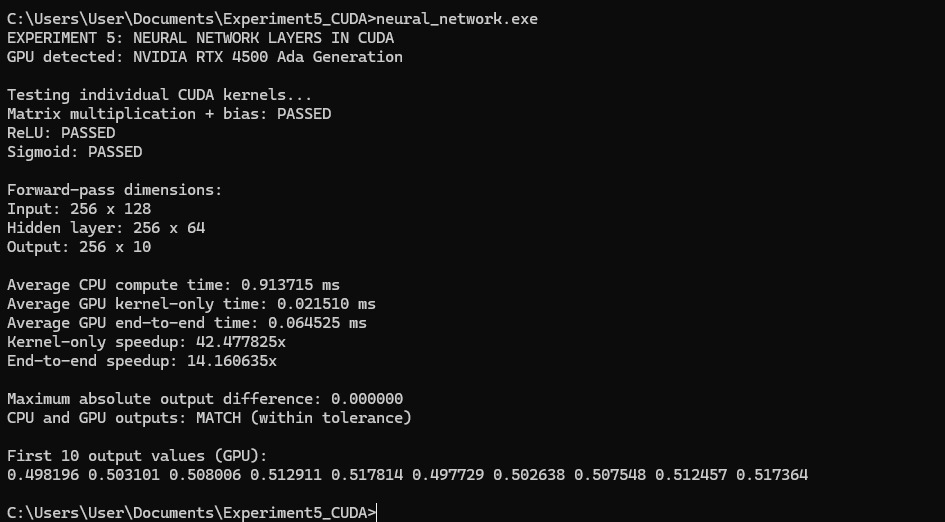 C:\Users\User\Documents\Experiment5_CUDA>neural_network.exe
EXPERIMENT 5: NEURAL NETWORK LAYERS IN CUDA
GPU detected: NVIDIA RTX 4500 Ada Generation
Testing individual CUDA kernels...
Matrix multiplication + bias: PASSED
ReLU: PASSED
Sigmoid: PASSED
Forward-pass dimensions:
Input: 256 x 128
Hidden layer: 256 x 64
Output: 256 x 10
Average CPU compute time: 0.913715 ms
Average GPU kernel-only time: 0.021510 ms
Average GPU end-to-end time: 0.064525 ms
Kernel-only speedup: 42.477825x
End-to-end speedup: 14.160635x
Maximum absolute output difference: 0.000000
CPU and GPU outputs: MATCH (within tolerance)
First 10 output values (GPU):
0.498196 0.503101 0.508006 0.512911 0.517814 0.497729 0.502638 0.507548 0.512457 0.517364
C:\Users\User\Documents\Experiment5_CUDA>